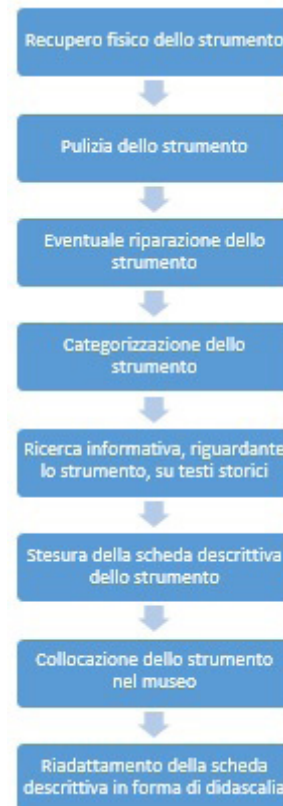 Recupero fisico dello strumento
Pulizia dello strumento
Eventuale riparazione dello
strumento
Categorizzazione dello
strumento
Ricerca informativa, riguardante
lo strumento, su testi storici
Stesura della scheda descrittiva
dello strumento
Collocazione dello strumento
nel museo
Riadattamento della scheda
descrittiva in forma di didascalia